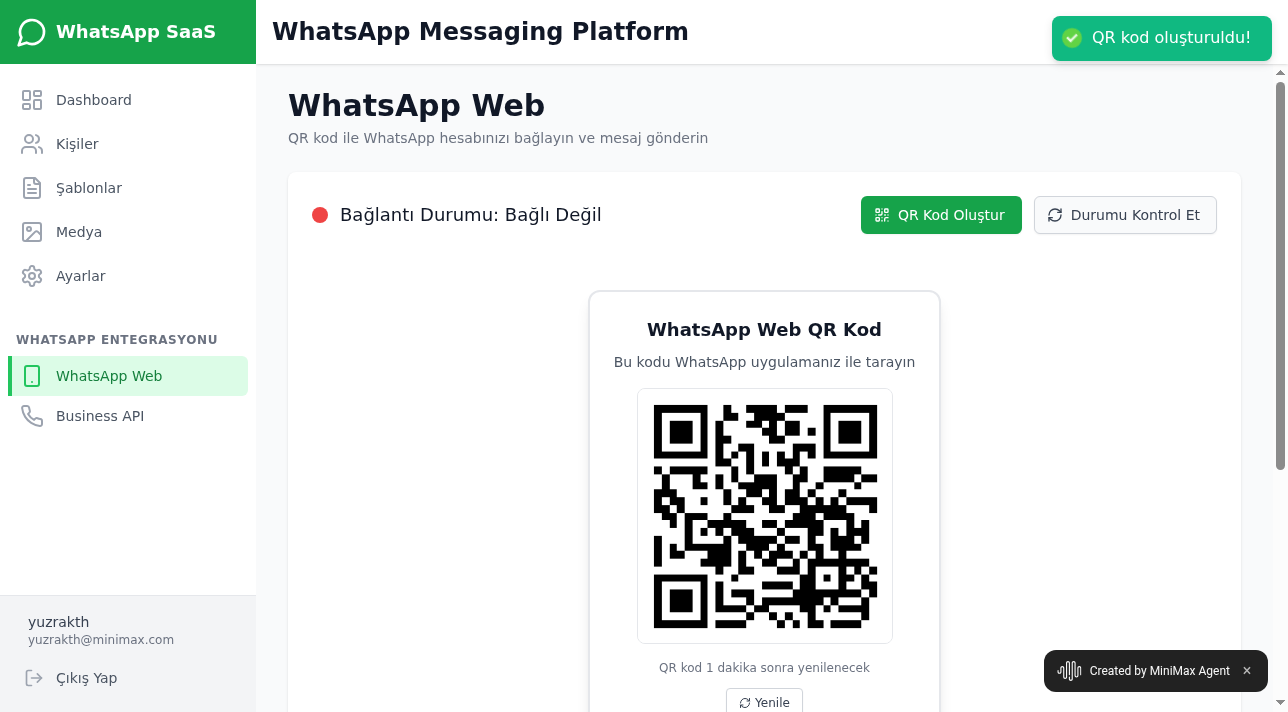 WhatsApp SaaS
WhatsApp Messaging Platform
QR kod oluşturuldu!
Dashboard
Kişiler
Şablonlar
Medya
Ayarlar
WHATSAPP ENTEGRASYONU
WhatsApp Web
Business API
yuzrakth
yuzrakth@minimax.com
Çıkış Yap
WhatsApp Web
QR kod ile WhatsApp hesabınızı bağlayın ve mesaj gönderin
Bağlantı Durumu: Bağlı Değil
QR Kod Oluştur
Durumu Kontrol Et
WhatsApp Web QR Kod
Bu kodu WhatsApp uygulamanız ile tarayın
QR kod 1 dakika sonra yenilenecek
Yenile
Created by MiniMax Agent